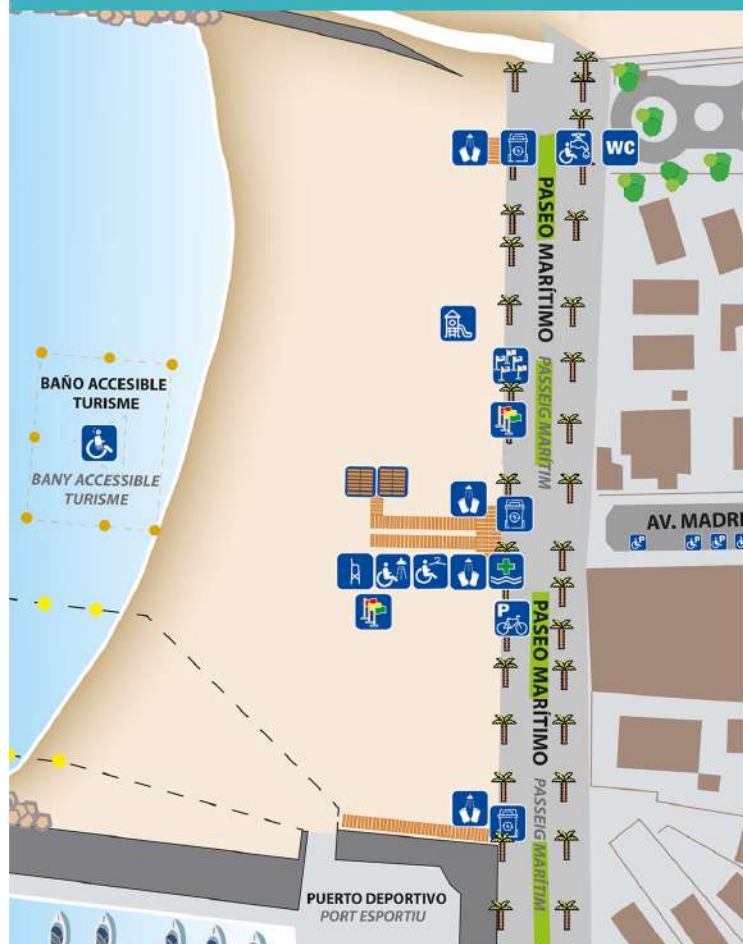 WC
PASEO MARÍTIMO
PASSEIG MARÍTIM
BAÑO ACCESIBLE
TURISME
BANY ACCESSIBLE
TURISME
AV. MADRI
P
P
P
P
PASEO MARÍTIMO
PASSEIG MARÍTIM
PUERTO DEPORTIVO
PORT ESPORTIU